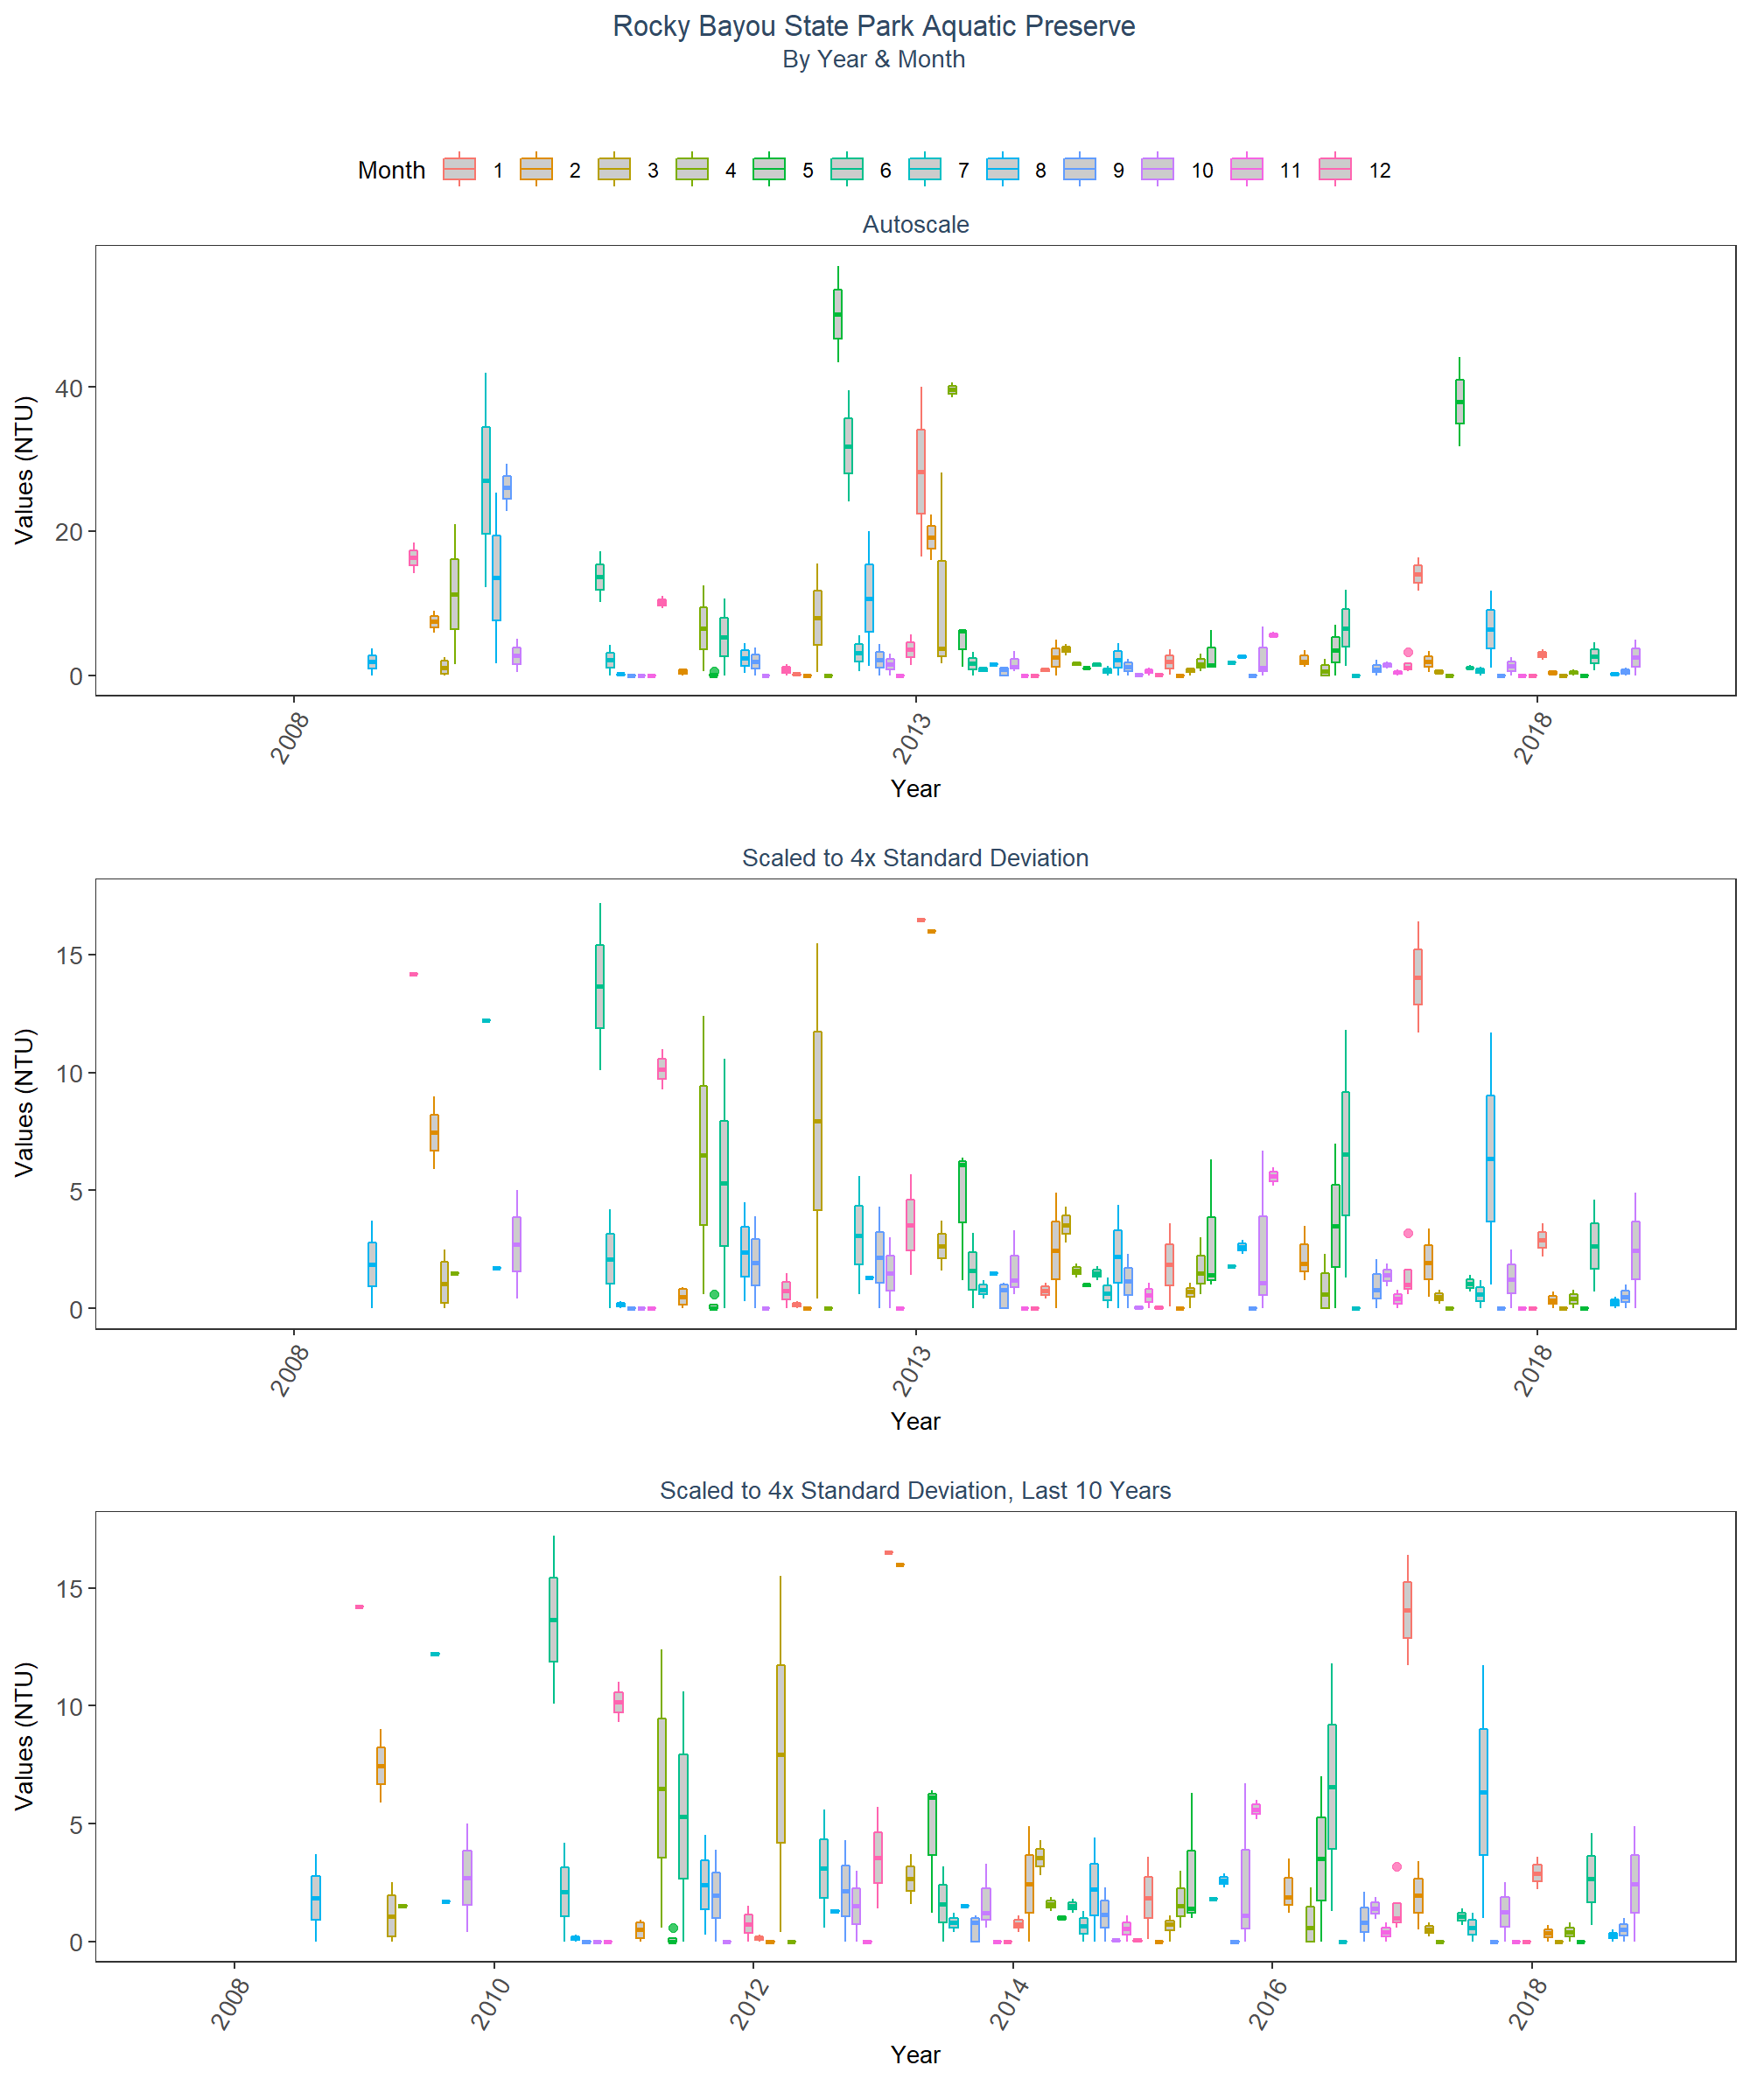 Rocky Bayou State Park Aquatic Preserve
By Year & Month
Month 1 2 3 4 5 6 7 8 9 10 11 12
Autoscale
Values (NTU)
40
20
0
2008 2013 2018
Year
Scaled to 4x Standard Deviation
Values (NTU)
15
10
5
0
2008 2013 2018
Year
Scaled to 4x Standard Deviation, Last 10 Years
Values (NTU)
15
10
5
0
2008 2010 2012 2014 2016 2018
Year